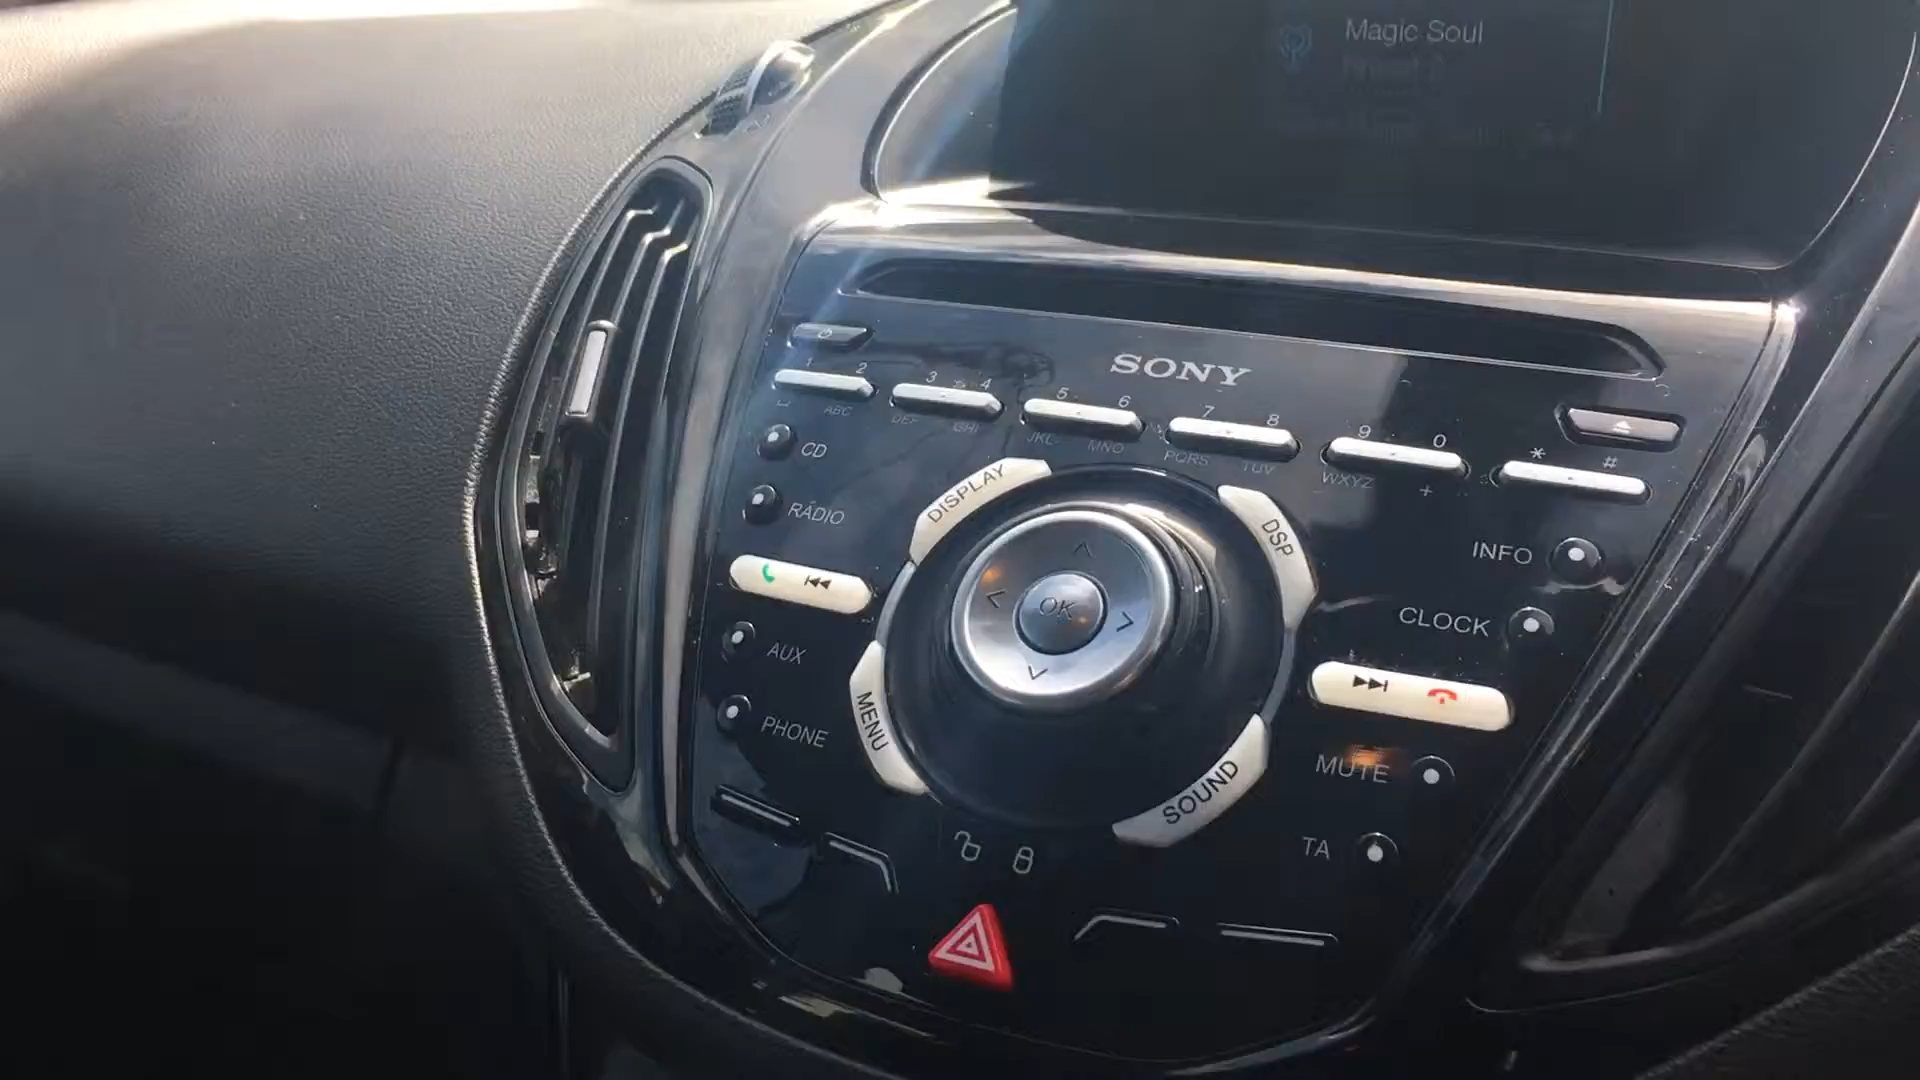 Magic Soul
SONY
1 2 3 4 5 6 7 8 9 0 * #
ABC DEF GHI JKL MNO PQRS TUV WXYZ +
CD
DISPLAY
DSP
RADIO
INFO
CLOCK
OK
AUX
MENU
PHONE
SOUND
MUTE
TA